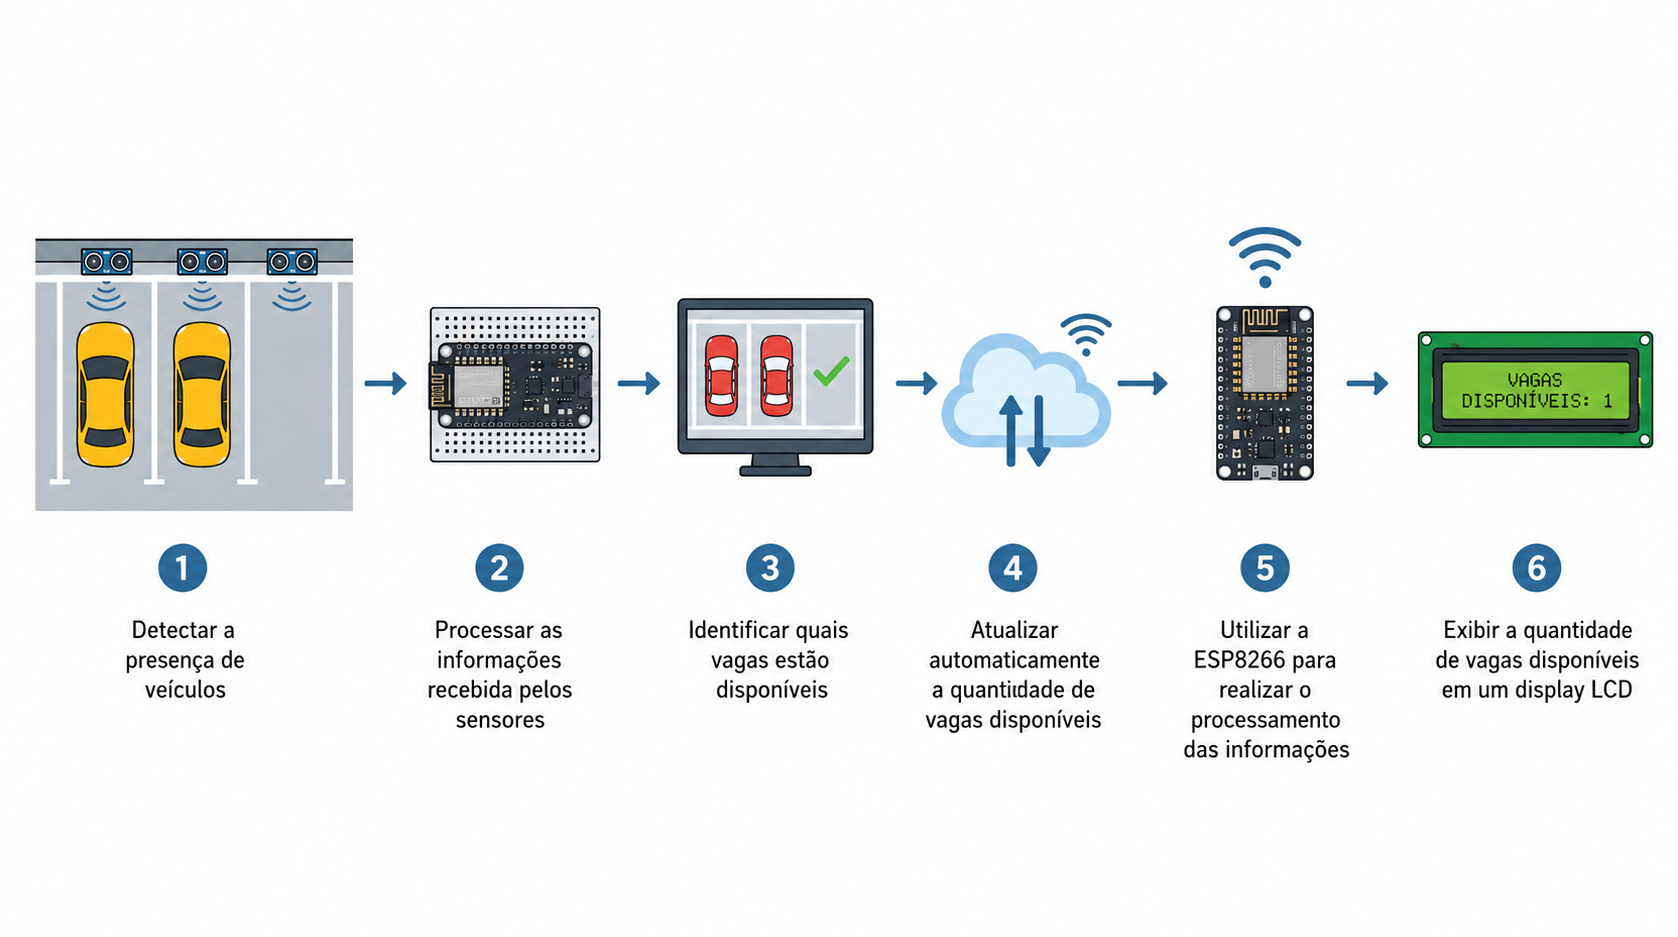 VAGAS
DISPONÍVEIS: 1
1
2
3
4
5
6
Detectar a
presença de
veículos
Processar as
informações
recebida pelos
sensores
Identificar quais
vagas estão
disponíveis
Atualizar
automaticamente
a quantidade de
vagas disponíveis
Utilizar a
ESP8266 para
realizar o
processamento
das informações
Exibir a quantidade
de vagas disponíveis
em um display LCD